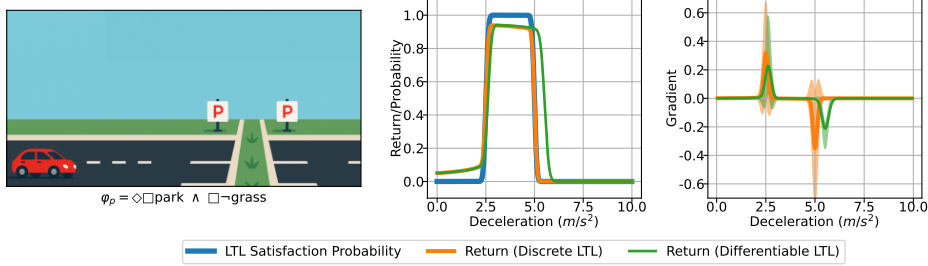 P P
φp = ◇□park ∧ □¬grass
Return/Probability
1.0
0.8
0.6
0.4
0.2
0.0
0.0 2.5 5.0 7.5 10.0
Deceleration (m/s²)
Gradient
0.6
0.4
0.2
0.0
-0.2
-0.4
-0.6
0.0 2.5 5.0 7.5 10.0
Deceleration (m/s²)
LTL Satisfaction Probability Return (Discrete LTL) Return (Differentiable LTL)